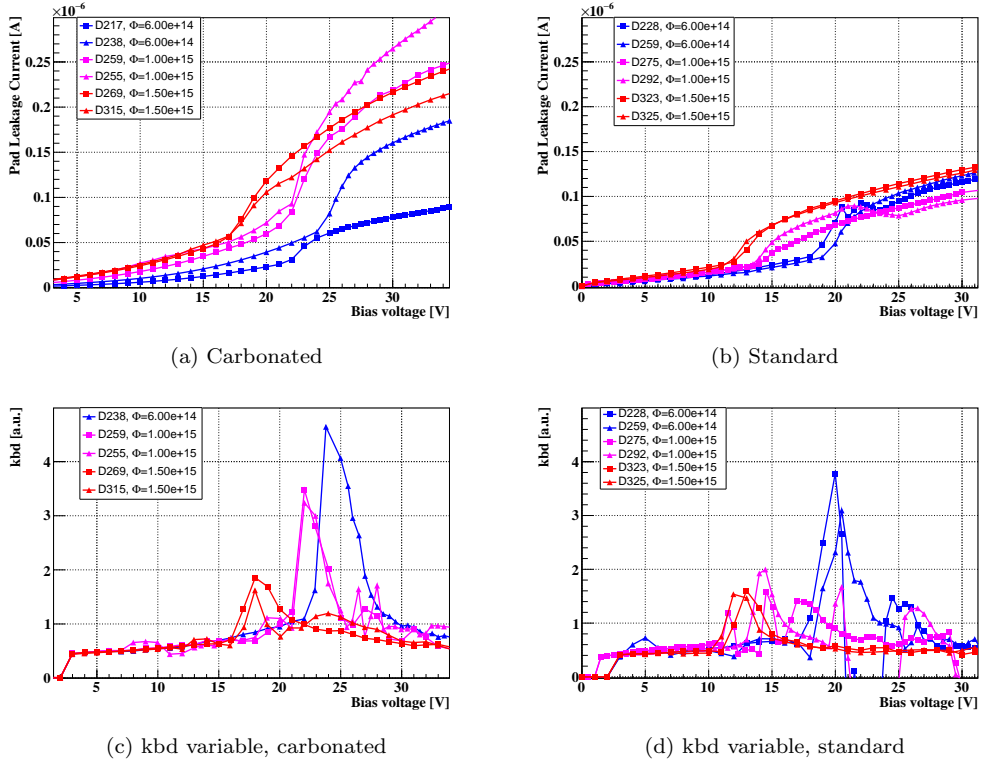 ×10⁻⁶
Pad Leakage Current [A]
D217, Φ=6.00e+14
D238, Φ=6.00e+14
D259, Φ=1.00e+15
D255, Φ=1.00e+15
D269, Φ=1.50e+15
D315, Φ=1.50e+15
0.25
0.2
0.15
0.1
0.05
0
5 10 15 20 25 30
Bias voltage [V]
(a) Carbonated
×10⁻⁶
Pad Leakage Current [A]
D228, Φ=6.00e+14
D259, Φ=6.00e+14
D275, Φ=1.00e+15
D292, Φ=1.00e+15
D323, Φ=1.50e+15
D325, Φ=1.50e+15
0.25
0.2
0.15
0.1
0.05
0
0 5 10 15 20 25 30
Bias voltage [V]
(b) Standard
kbd [a.u.]
D238, Φ=6.00e+14
D259, Φ=1.00e+15
D255, Φ=1.00e+15
D269, Φ=1.50e+15
D315, Φ=1.50e+15
4
3
2
1
0
5 10 15 20 25 30
Bias voltage [V]
(c) kbd variable, carbonated
kbd [a.u.]
D228, Φ=6.00e+14
D259, Φ=6.00e+14
D275, Φ=1.00e+15
D292, Φ=1.00e+15
D323, Φ=1.50e+15
D325, Φ=1.50e+15
4
3
2
1
0
0 5 10 15 20 25 30
Bias voltage [V]
(d) kbd variable, standard